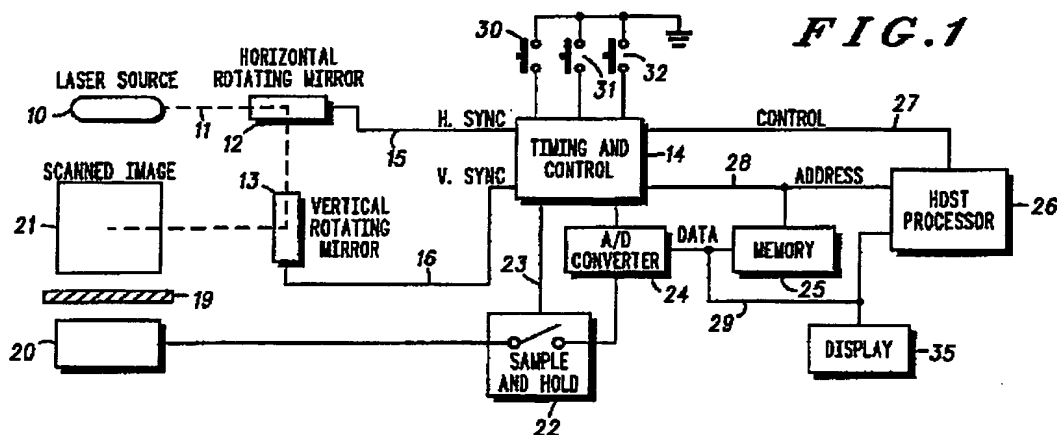 FIG.1
30
31
32
HORIZONTAL
ROTATING MIRROR
LASER SOURCE
10
11
12
15
H. SYNC
TIMING AND
CONTROL
14
CONTROL
27
SCANNED IMAGE
21
13
VERTICAL
ROTATING
MIRROR
V. SYNC
16
28
ADDRESS
HOST
PROCESSOR
26
23
A/D
CONVERTER
24
DATA
MEMORY
25
29
19
20
SAMPLE
AND HOLD
22
DISPLAY
35